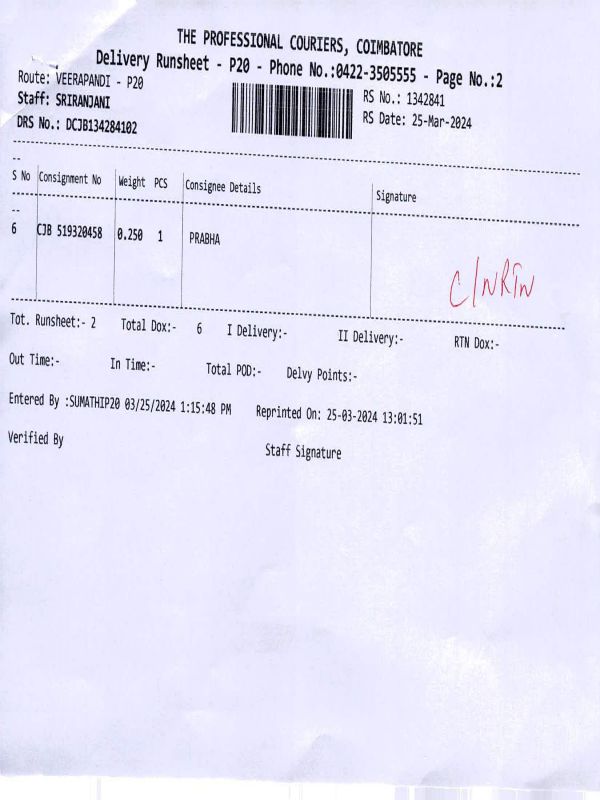 THE PROFESSIONAL COURIERS, COIMBATORE
Delivery Runsheet - P20 - Phone No.:0422-3505555 - Page No.:2
Route: VEERAPANDI - P20
RS No.: 1342841
Staff: SRIRANJANI
RS Date: 25-Mar-2024
DRS No.: DCJB134284102
S No Consignment No Weight PCS Consignee Details Signature
6 CJB 519320458 0.250 1 PRABHA
C/NRTN
Tot. Runsheet:- 2 Total Dox:- 6 I Delivery:- II Delivery:- RTN Dox:-
Out Time:- In Time:- Total POD:- Delvy Points:-
Entered By :SUMATHIP20 03/25/2024 1:15:48 PM Reprinted On: 25-03-2024 13:01:51
Verified By Staff Signature